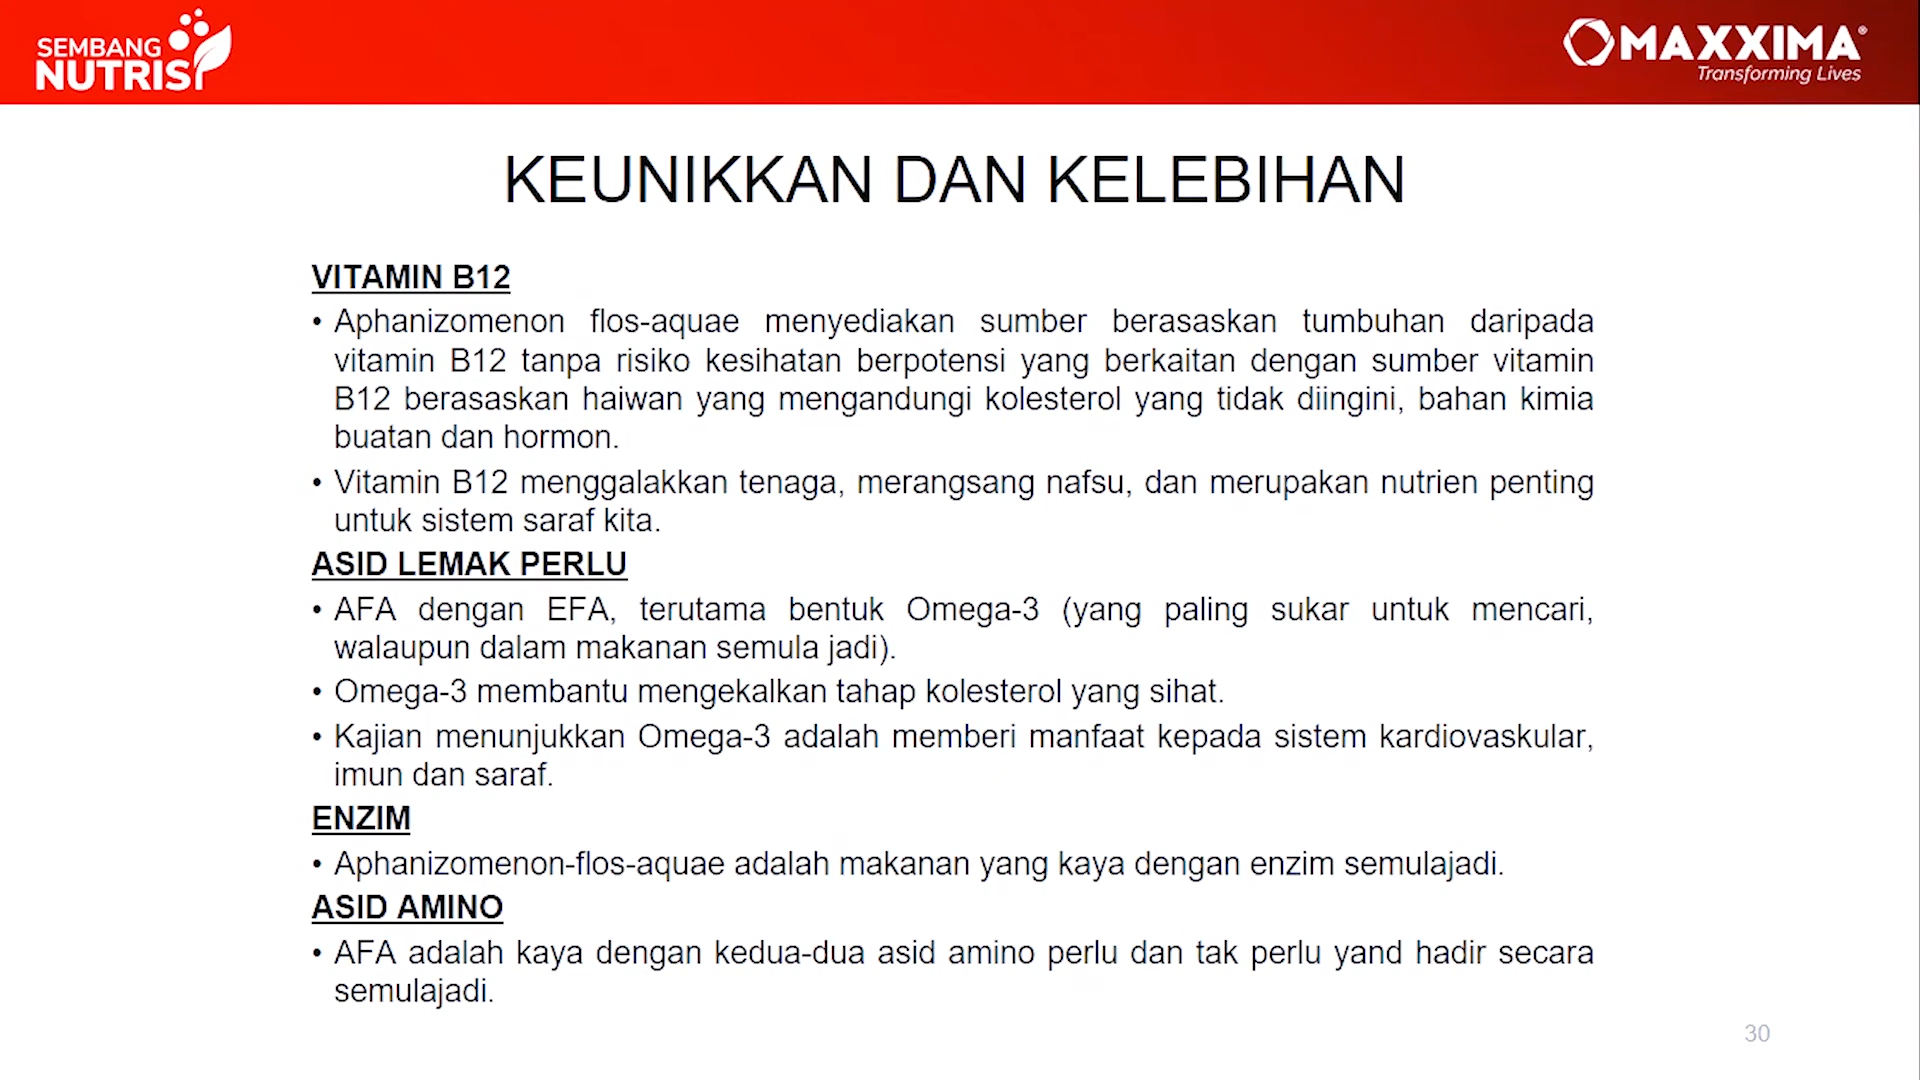 SEMBANG
NUTRISI
MAXXIMA®
Transforming Lives
KEUNIKKAN DAN KELEBIHAN
VITAMIN B12
• Aphanizomenon flos-aquae menyediakan sumber berasaskan tumbuhan daripada
vitamin B12 tanpa risiko kesihatan berpotensi yang berkaitan dengan sumber vitamin
B12 berasaskan haiwan yang mengandungi kolesterol yang tidak diingini, bahan kimia
buatan dan hormon.
• Vitamin B12 menggalakkan tenaga, merangsang nafsu, dan merupakan nutrien penting
untuk sistem saraf kita.
ASID LEMAK PERLU
• AFA dengan EFA, terutama bentuk Omega-3 (yang paling sukar untuk mencari,
walaupun dalam makanan semula jadi).
• Omega-3 membantu mengekalkan tahap kolesterol yang sihat.
• Kajian menunjukkan Omega-3 adalah memberi manfaat kepada sistem kardiovaskular,
imun dan saraf.
ENZIM
• Aphanizomenon-flos-aquae adalah makanan yang kaya dengan enzim semulajadi.
ASID AMINO
• AFA adalah kaya dengan kedua-dua asid amino perlu dan tak perlu yand hadir secara
semulajadi.
30